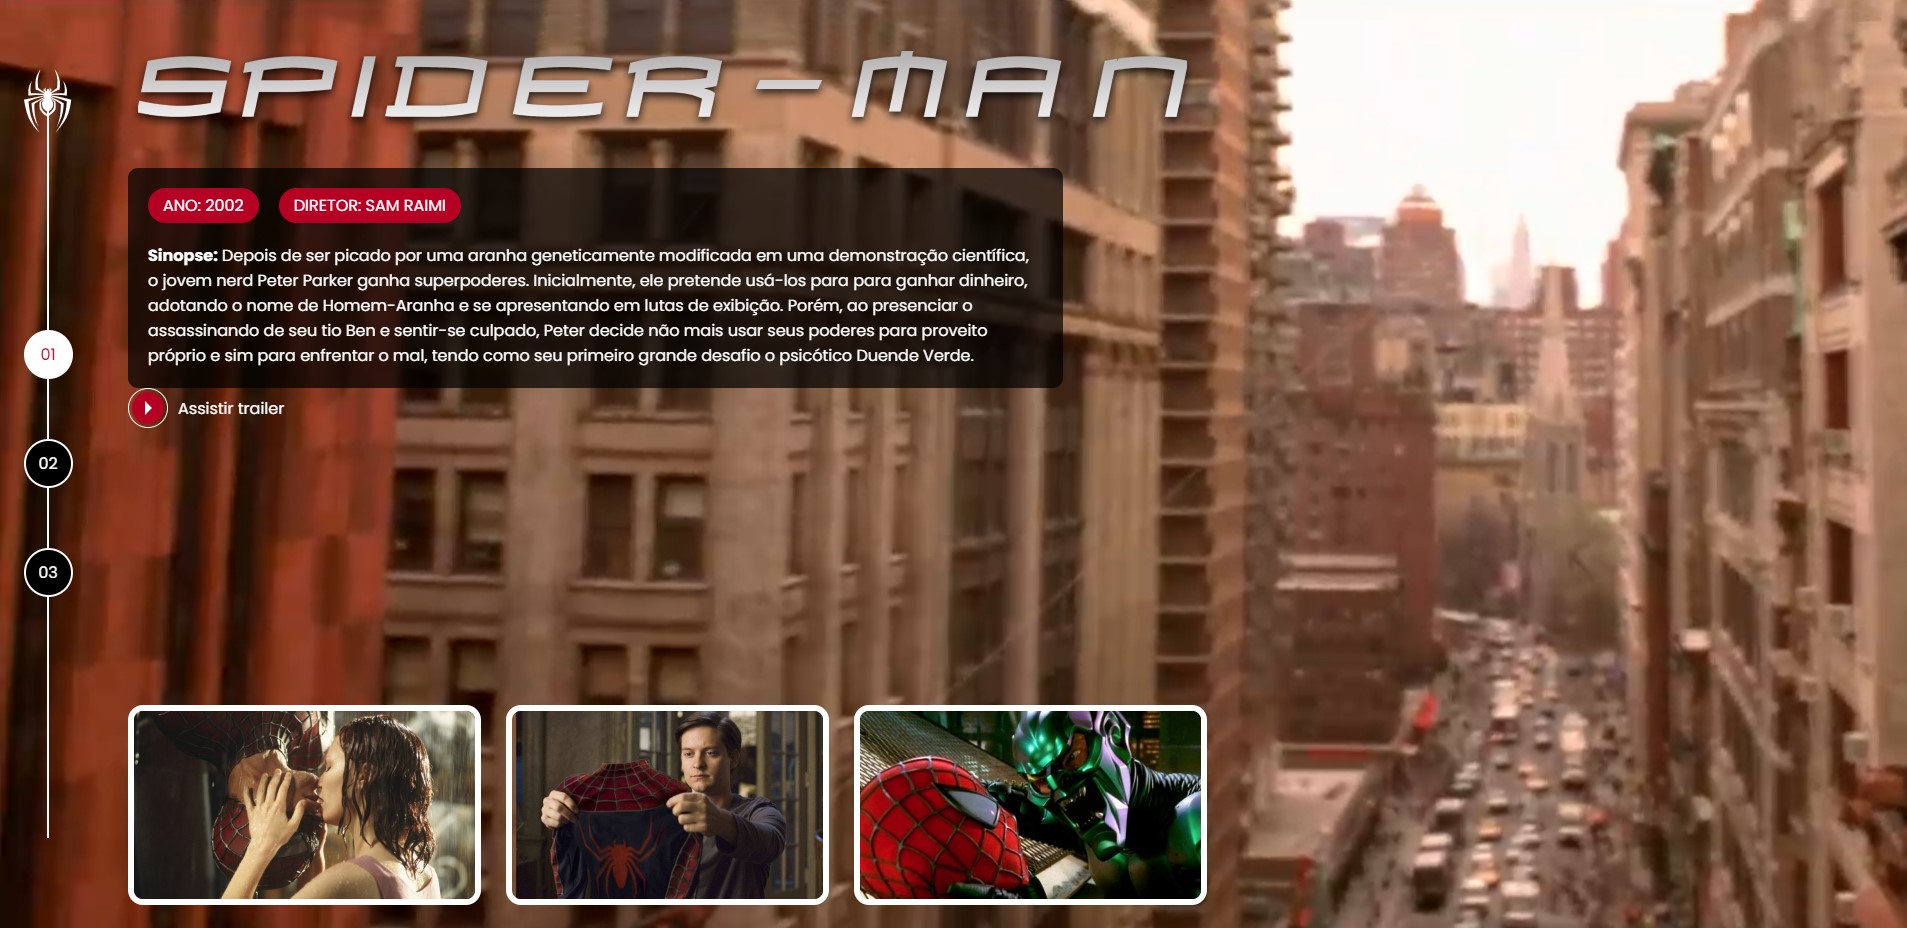 SPIDER-MAN
ANO: 2002
DIRETOR: SAM RAIMI
Sinopse: Depois de ser picado por uma aranha geneticamente modificada em uma demonstração científica,
o jovem nerd Peter Parker ganha superpoderes. Inicialmente, ele pretende usá-los para para ganhar dinheiro,
adotando o nome de Homem-Aranha e se apresentando em lutas de exibição. Porém, ao presenciar o
assassinando de seu tio Ben e sentir-se culpado, Peter decide não mais usar seus poderes para proveito
próprio e sim para enfrentar o mal, tendo como seu primeiro grande desafio o psicótico Duende Verde.
Assistir trailer
01
02
03